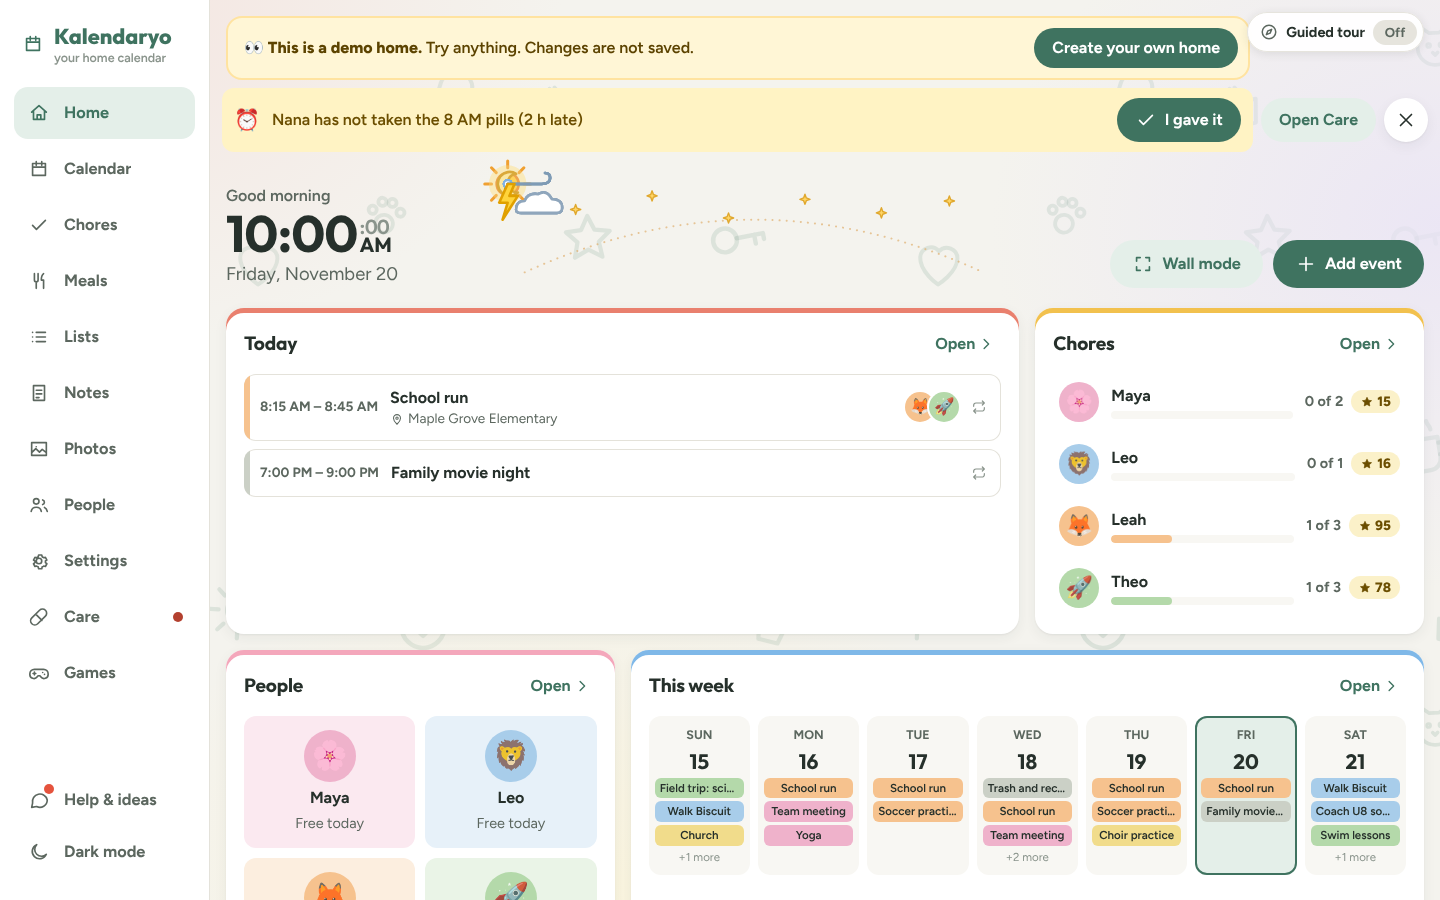 Kalendaryo
your home calendar
Home
Calendar
Chores
Meals
Lists
Notes
Photos
People
Settings
Care
Games
Help & ideas
Dark mode
👀 This is a demo home. Try anything. Changes are not saved.
Create your own home
Guided tour Off
Nana has not taken the 8 AM pills (2 h late)
I gave it
Open Care
Good morning
10:00:00 AM
Friday, November 20
Wall mode
Add event
Today
Open
8:15 AM – 8:45 AM School run
Maple Grove Elementary
7:00 PM – 9:00 PM Family movie night
Chores
Open
Maya 0 of 2 ★ 15
Leo 0 of 1 ★ 16
Leah 1 of 3 ★ 95
Theo 1 of 3 ★ 78
People
Open
Maya
Free today
Leo
Free today
This week
Open
SUN
15
Field trip: sci...
Walk Biscuit
Church
+1 more
MON
16
School run
Team meeting
Yoga
TUE
17
School run
Soccer practi...
WED
18
Trash and rec...
School run
Team meeting
+2 more
THU
19
School run
Soccer practi...
Choir practice
FRI
20
School run
Family movie...
SAT
21
Walk Biscuit
Coach U8 so...
Swim lessons
+1 more